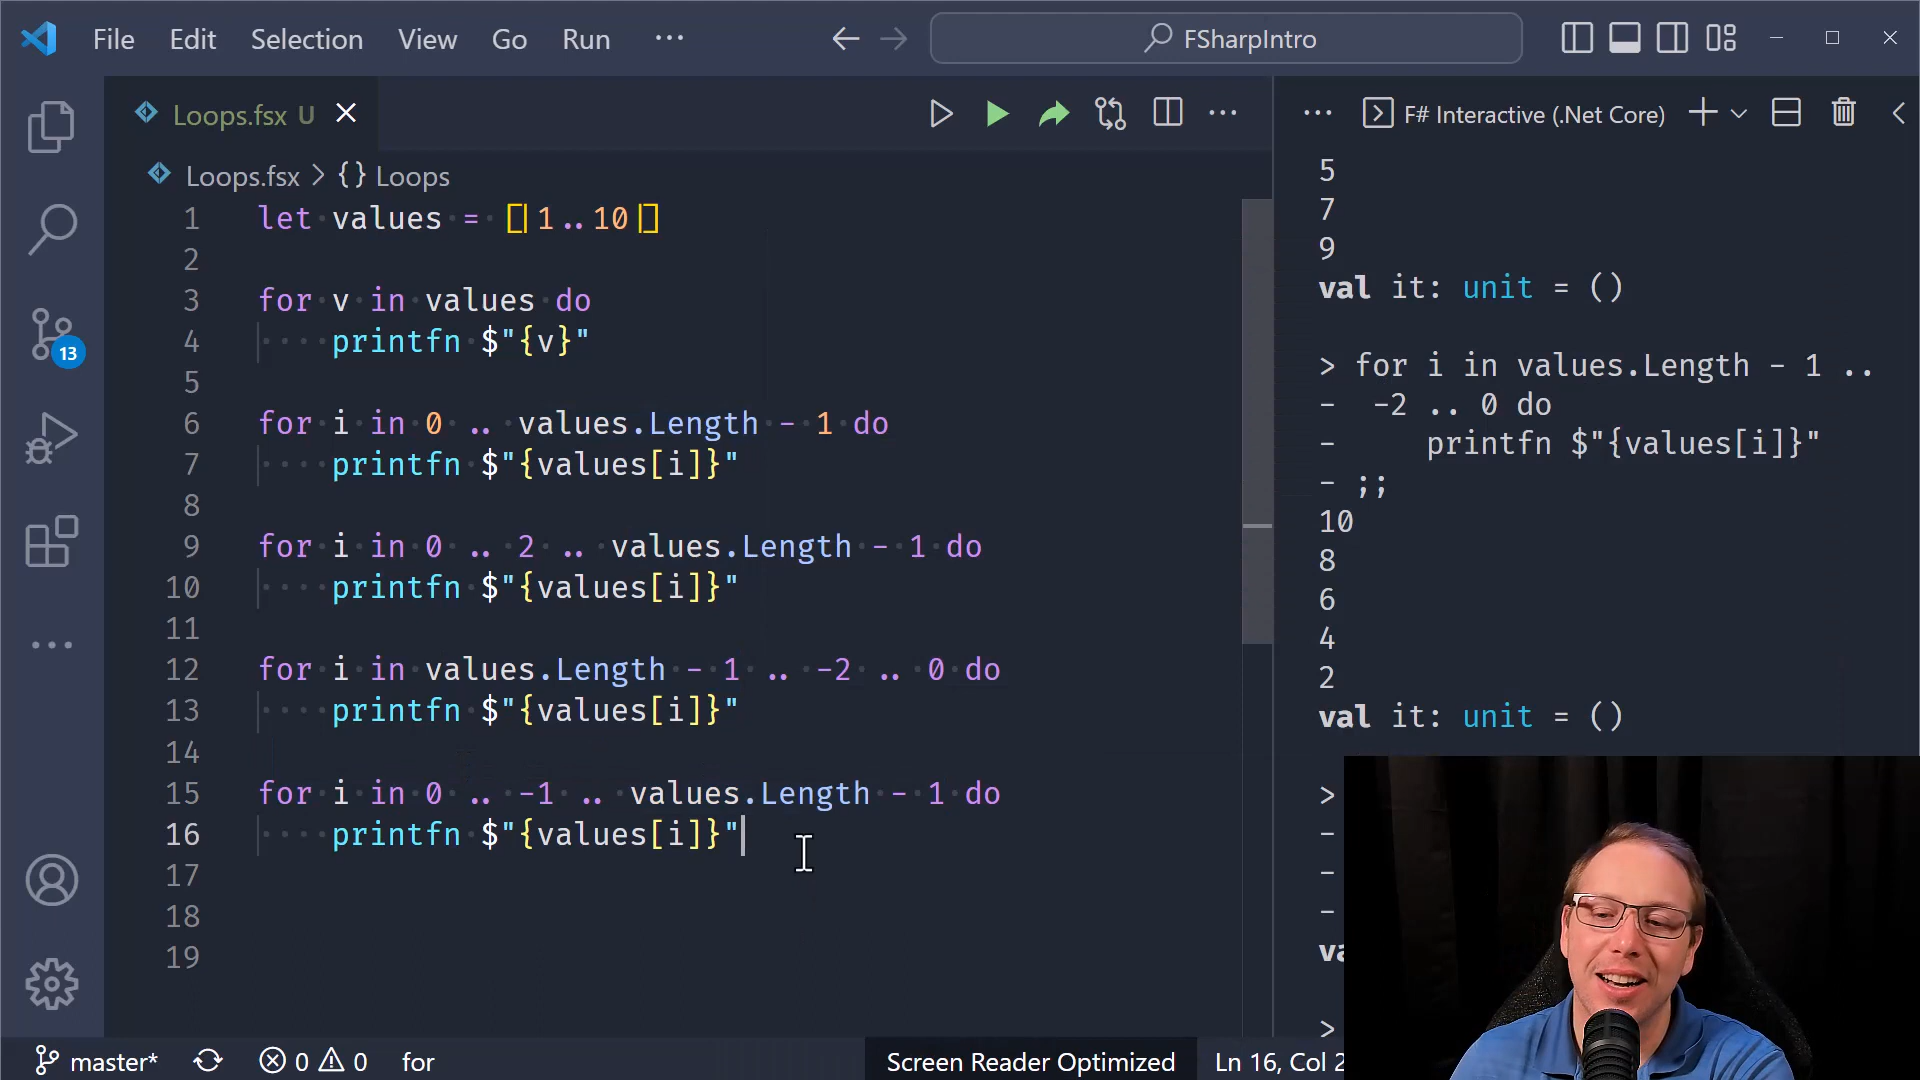 File Edit Selection View Go Run ··· FSharpIntro
Loops.fsx U
F# Interactive (.Net Core)
Loops.fsx > {} Loops
1 let values = [|1..10|]
2
3 for v in values do
4 printfn $"{v}"
5
6 for i in 0 .. values.Length - 1 do
7 printfn $"{values[i]}"
8
9 for i in 0 .. 2 .. values.Length - 1 do
10 printfn $"{values[i]}"
11
12 for i in values.Length - 1 .. -2 .. 0 do
13 printfn $"{values[i]}"
14
15 for i in 0 .. -1 .. values.Length - 1 do
16 printfn $"{values[i]}"
17
18
19
5
7
9
val it: unit = ()
> for i in values.Length - 1 ..
- -2 .. 0 do
- printfn $"{values[i]}"
- ;;
10
8
6
4
2
val it: unit = ()
>
-
-
-
va
>
13
master* 0 0 for
Screen Reader Optimized
Ln 16, Col 2